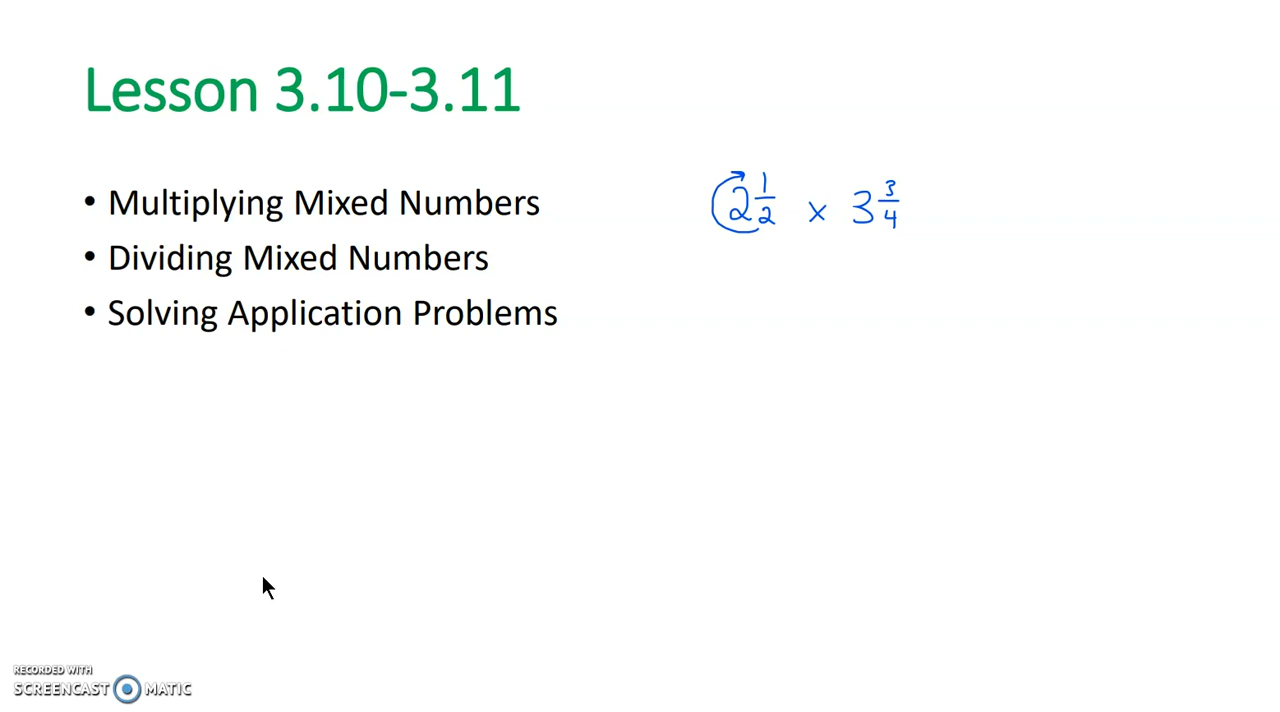 Lesson 3.10-3.11
• Multiplying Mixed Numbers
• Dividing Mixed Numbers
• Solving Application Problems
2 1/2 × 3 3/4
RECORDED WITH
SCREENCAST MATIC